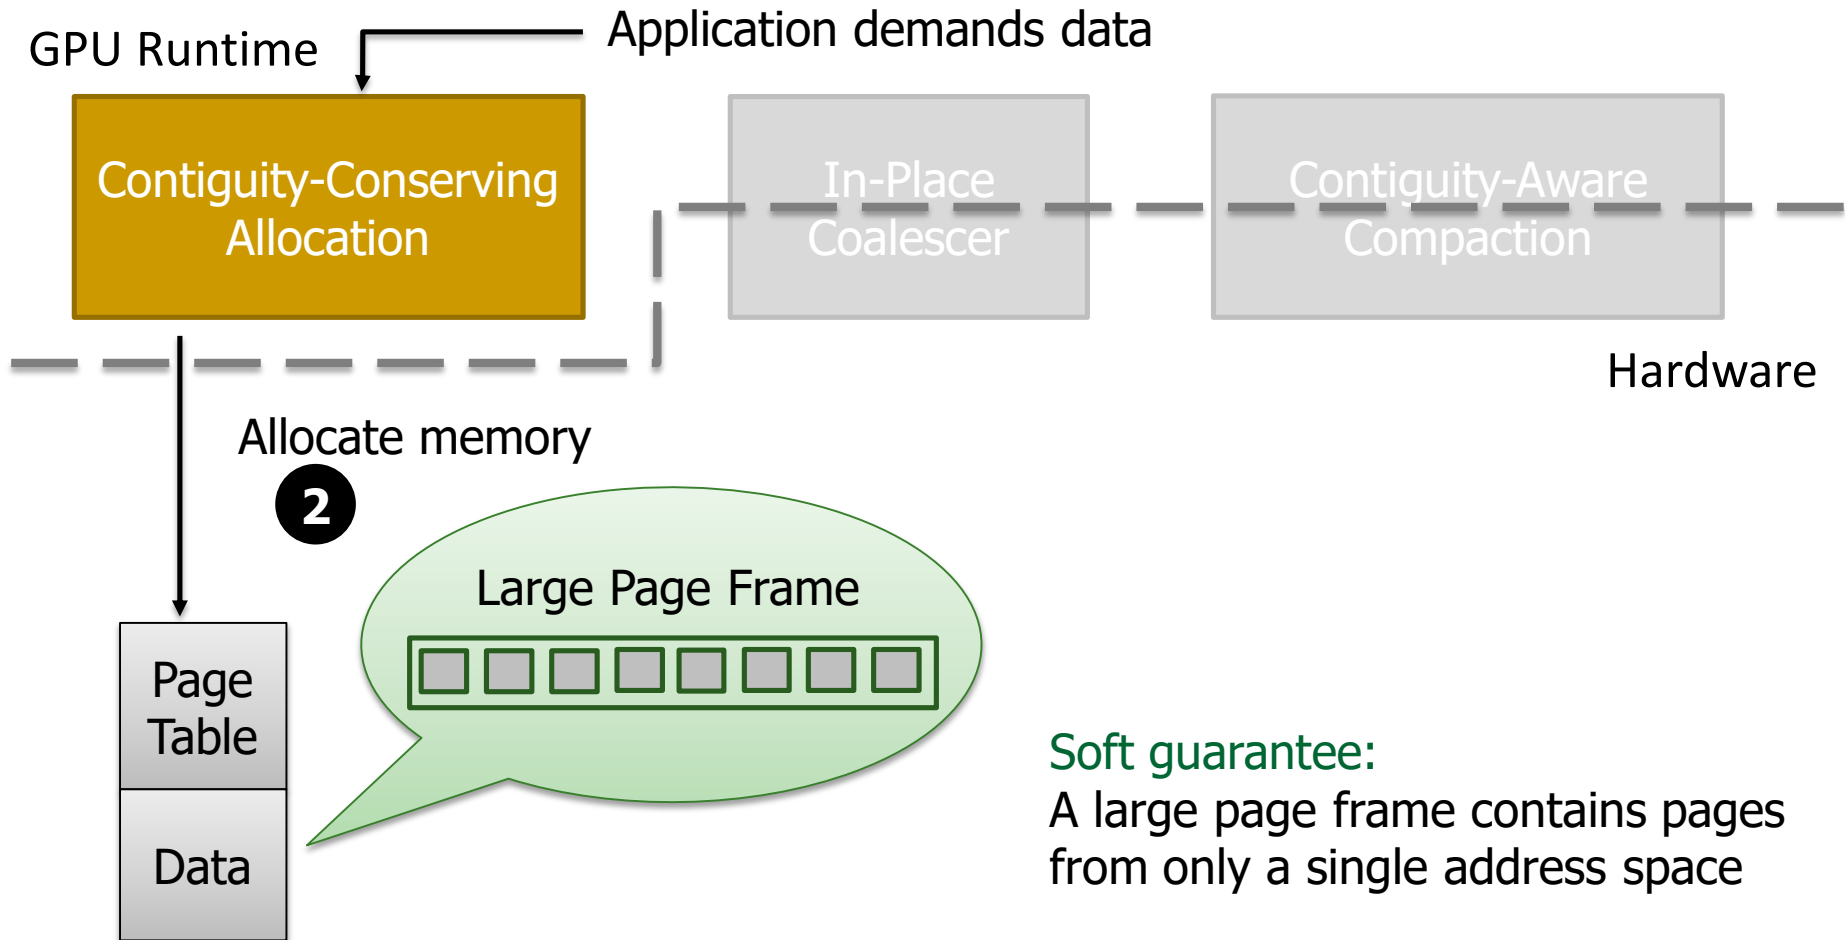 Application demands data
GPU Runtime
Contiguity-Conserving
Allocation
In-Place
Coalescer
Contiguity-Aware
Compaction
Hardware
Allocate memory
2
Large Page Frame
Page
Table
Data
Soft guarantee:
A large page frame contains pages
from only a single address space